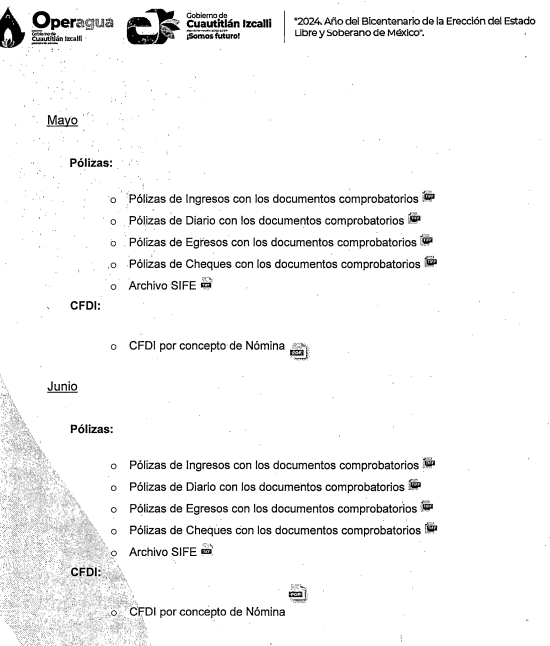 Operagua
Gobierno de
Cuautitlán Izcalli
Gobierno de
Cuautitlán Izcalli
¡Somos futuro!
"2024. Año del Bicentenario de la Erección del Estado
Libre y Soberano de México".
Mayo
Pólizas:
o Pólizas de Ingresos con los documentos comprobatorios
o Pólizas de Diario con los documentos comprobatorios
o Pólizas de Egresos con los documentos comprobatorios
o Pólizas de Cheques con los documentos comprobatorios
o Archivo SIFE TXT
CFDI:
o CFDI por concepto de Nómina PDF
Junio
Pólizas:
o Pólizas de Ingresos con los documentos comprobatorios
o Pólizas de Diario con los documentos comprobatorios
o Pólizas de Egresos con los documentos comprobatorios
o Pólizas de Cheques con los documentos comprobatorios
o Archivo SIFE TXT
CFDI:
PDF
o CFDI por concepto de Nómina